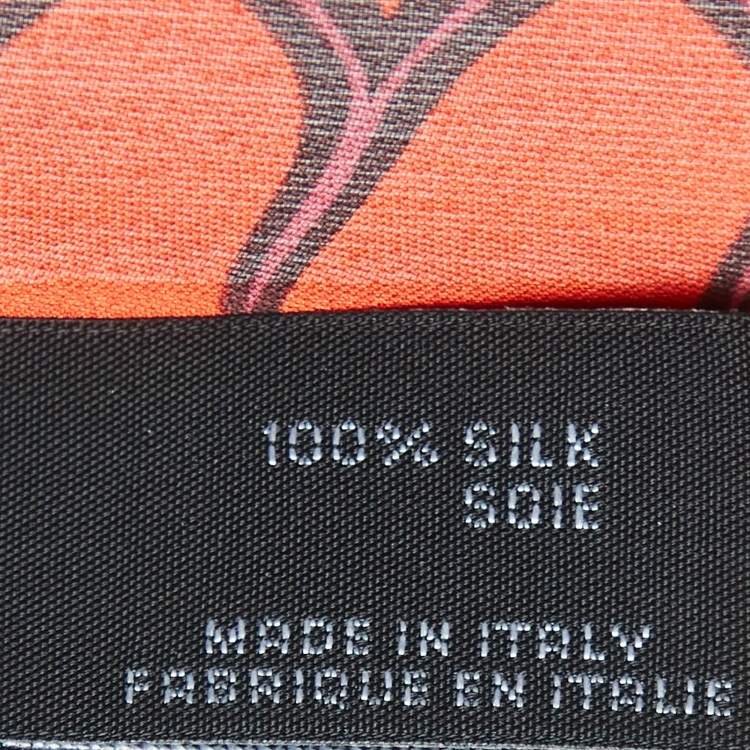 100% SILK
SOIE
MADE IN ITALY
FABRIQUE EN ITALIE